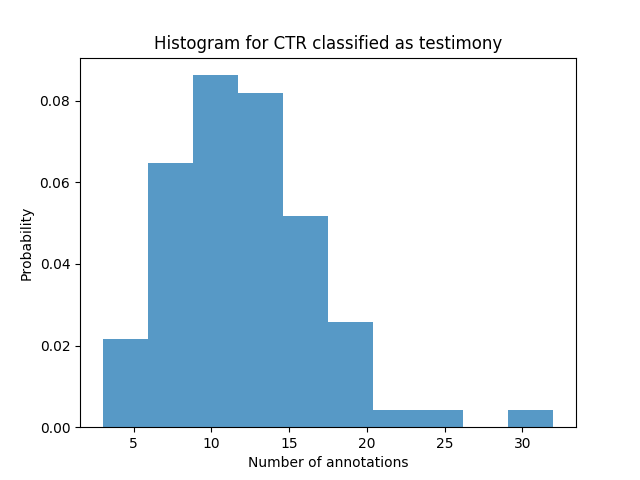 Histogram for CTR classified as testimony
0.08
0.06
0.04
0.02
0.00
Probability
5 10 15 20 25 30
Number of annotations